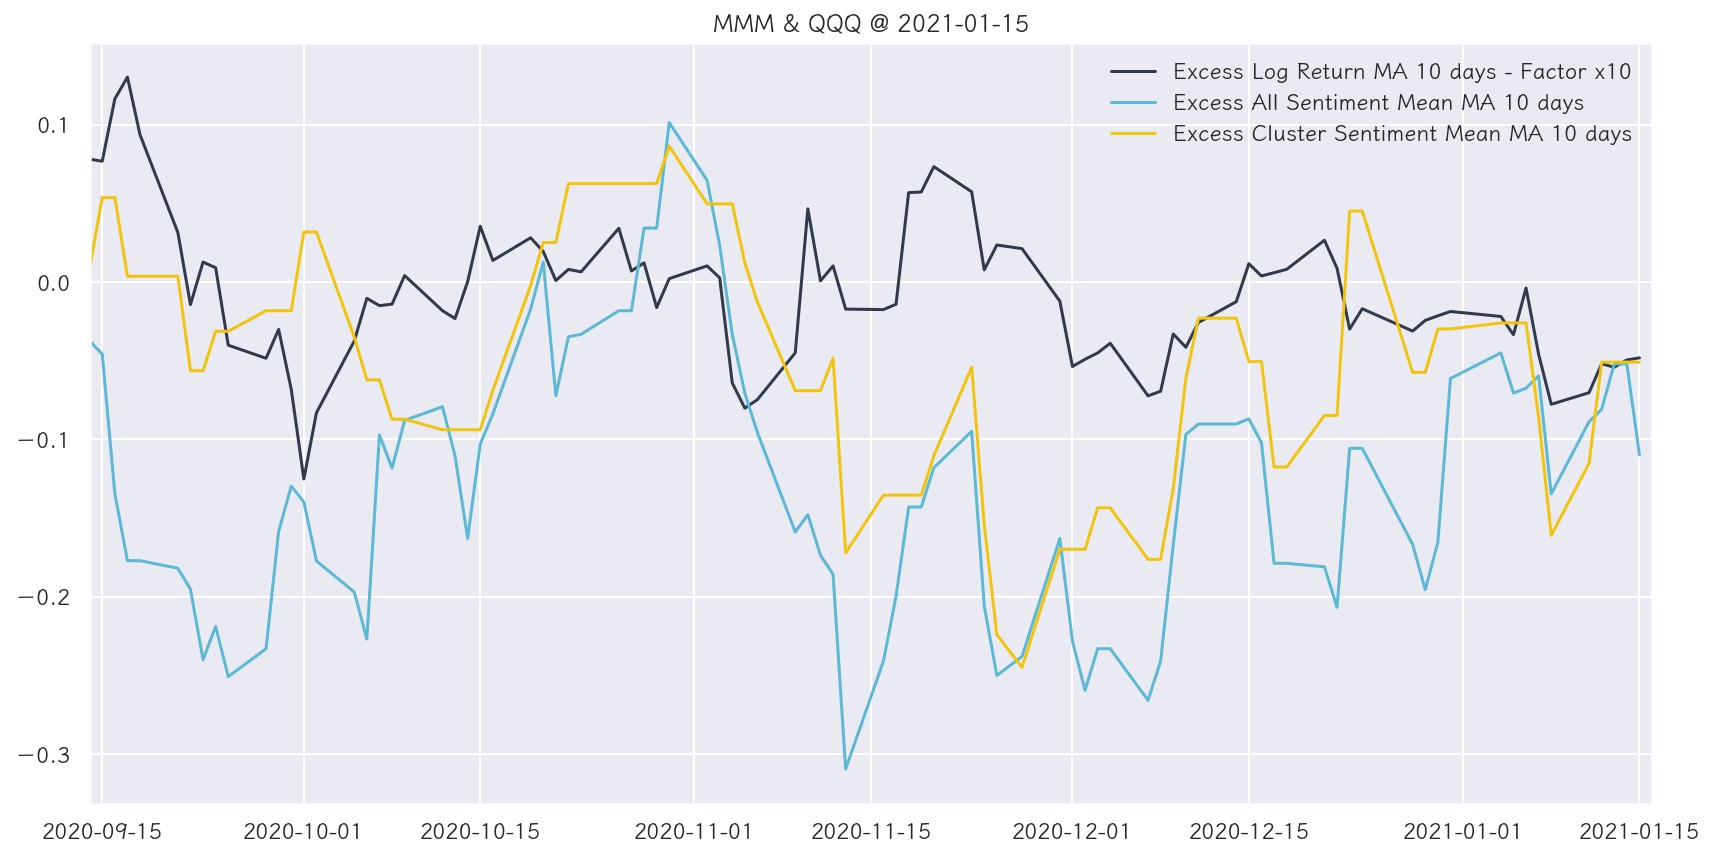 MMM & QQQ @ 2021-01-15
Excess Log Return MA 10 days - Factor x10
Excess All Sentiment Mean MA 10 days
Excess Cluster Sentiment Mean MA 10 days
0.1
0.0
−0.1
−0.2
−0.3
2020-09-15 2020-10-01 2020-10-15 2020-11-01 2020-11-15 2020-12-01 2020-12-15 2021-01-01 2021-01-15